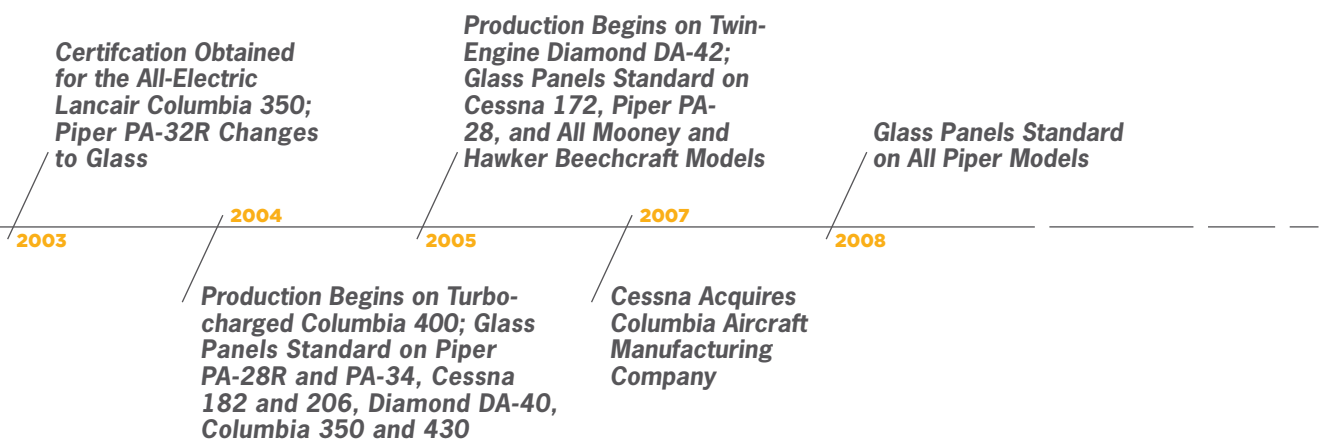 Certifcation Obtained
for the All-Electric
Lancair Columbia 350;
Piper PA-32R Changes
to Glass
2003
2004
Production Begins on Turbo-
charged Columbia 400; Glass
Panels Standard on Piper
PA-28R and PA-34, Cessna
182 and 206, Diamond DA-40,
Columbia 350 and 430
Production Begins on Twin-
Engine Diamond DA-42;
Glass Panels Standard on
Cessna 172, Piper PA-
28, and All Mooney and
Hawker Beechcraft Models
2005
2007
Cessna Acquires
Columbia Aircraft
Manufacturing
Company
Glass Panels Standard
on All Piper Models
2008